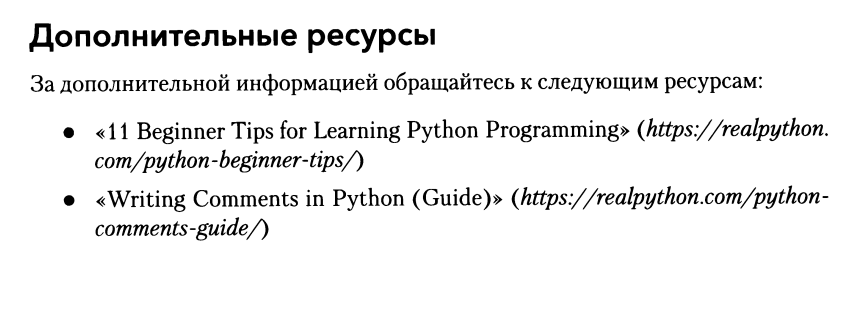 Дополнительные ресурсы
За дополнительной информацией обращайтесь к следующим ресурсам:
● «11 Beginner Tips for Learning Python Programming» (https://realpython.
com/python-beginner-tips/)
● «Writing Comments in Python (Guide)» (https://realpython.com/python-
comments-guide/)